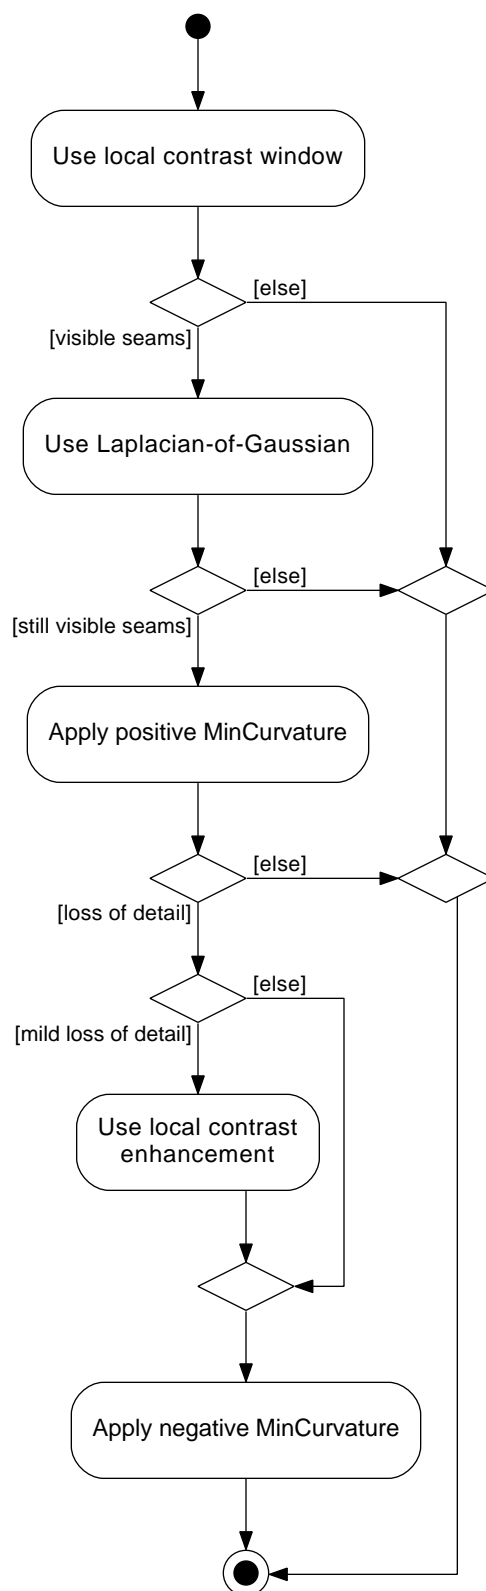 Use local contrast window
[else]
[visible seams]
Use Laplacian-of-Gaussian
[else]
[still visible seams]
Apply positive MinCurvature
[else]
[loss of detail]
[else]
[mild loss of detail]
Use local contrast
enhancement
Apply negative MinCurvature